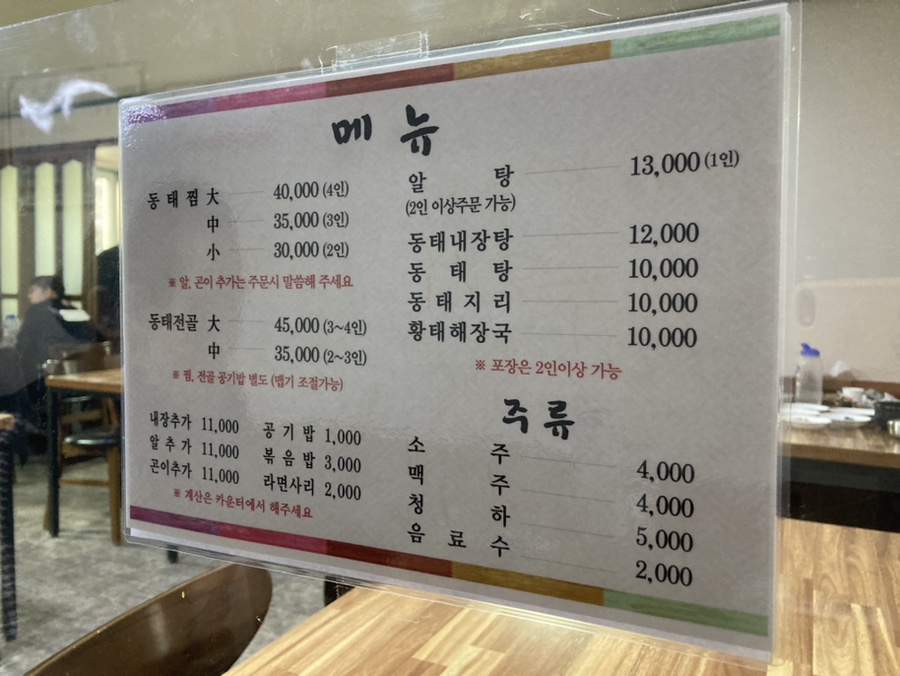 메뉴
동태찜 大 40,000 (4인)
中 35,000 (3인)
小 30,000 (2인)
※ 알, 곤이 추가는 주문시 말씀해 주세요
동태전골 大 45,000 (3~4인)
中 35,000 (2~3인)
※ 찜, 전골 공기밥 별도 (맵기 조절가능)
내장추가 11,000
알추가 11,000
곤이추가 11,000
공기밥 1,000
볶음밥 3,000
라면사리 2,000
※ 계산은 카운터에서 해주세요
알탕 13,000 (1인)
(2인 이상주문 가능)
동태내장탕 12,000
동태탕 10,000
동태지리 10,000
황태해장국 10,000
※ 포장은 2인이상 가능
주류
소주 4,000
맥주 4,000
청하 5,000
음료수 2,000